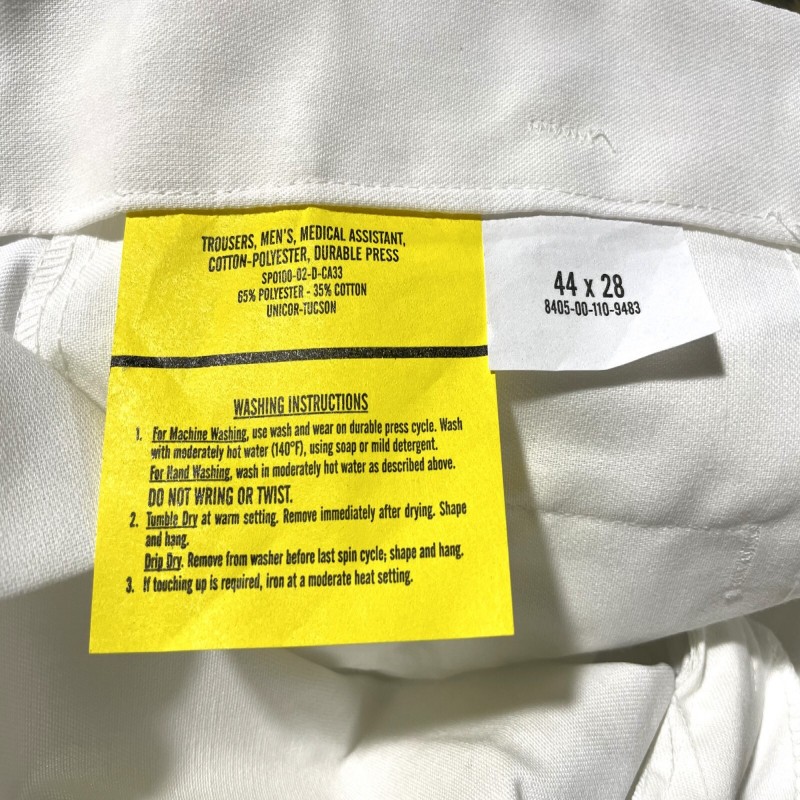 TROUSERS, MEN'S, MEDICAL ASSISTANT,
COTTON-POLYESTER, DURABLE PRESS
SP0100-02-D-CA33
65% POLYESTER - 35% COTTON
UNICOR-TUCSON
WASHING INSTRUCTIONS
1. For Machine Washing, use wash and wear on durable press cycle. Wash
with moderately hot water (140°F), using soap or mild detergent.
For Hand Washing, wash in moderately hot water as described above.
DO NOT WRING OR TWIST.
2. Tumble Dry at warm setting. Remove immediately after drying. Shape
and hang.
Drip Dry. Remove from washer before last spin cycle; shape and hang.
3. If touching up is required, iron at a moderate heat setting.
44 x 28
8405-00-110-9483